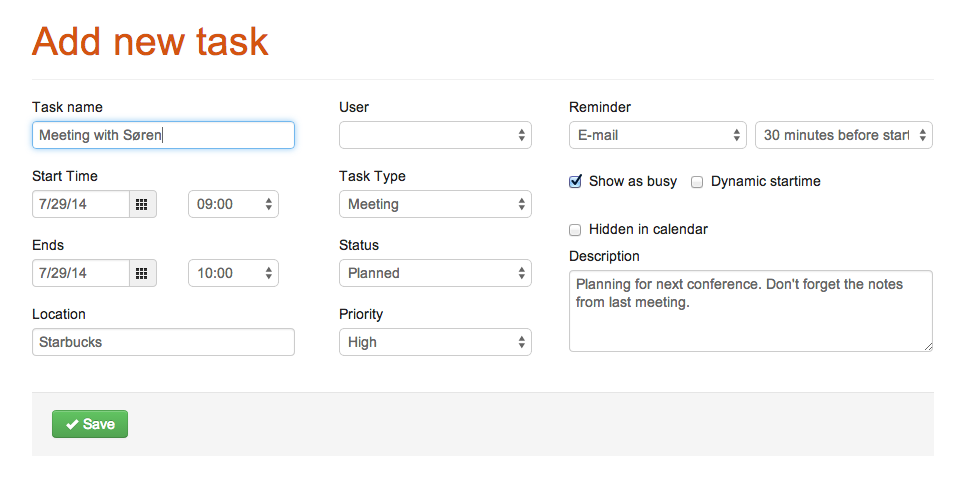 Add new task
Task name
Meeting with Søren
User
Reminder
E-mail
30 minutes before start
Start Time
7/29/14
09:00
Task Type
Meeting
Show as busy
Dynamic startime
Hidden in calendar
Ends
7/29/14
10:00
Status
Planned
Description
Planning for next conference. Don't forget the notes
from last meeting.
Location
Starbucks
Priority
High
Save